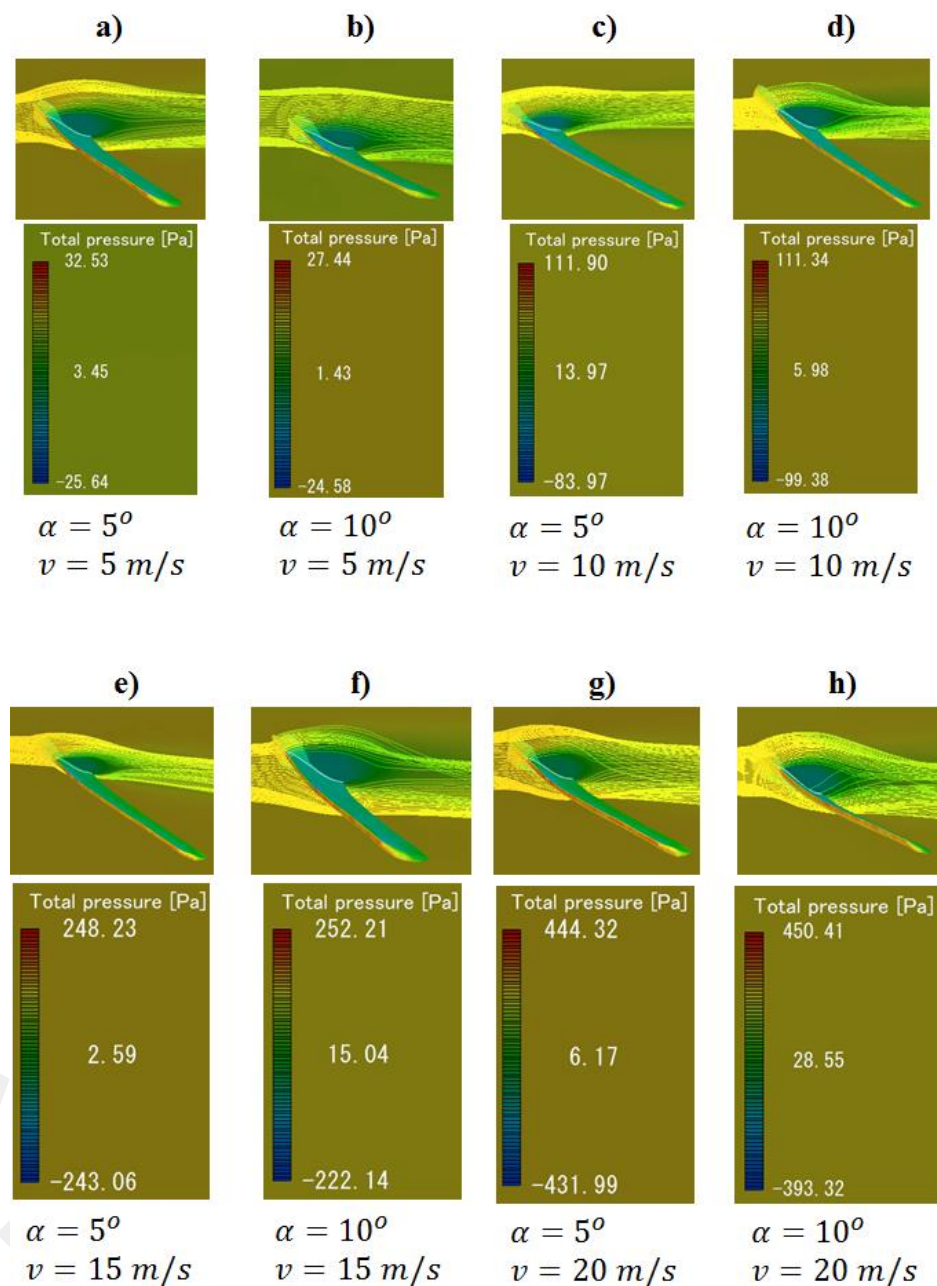 a)
b)
c)
d)
Total pressure [Pa]
32.53
3.45
-25.64
Total pressure [Pa]
27.44
1.43
-24.58
Total pressure [Pa]
111.90
13.97
-83.97
Total pressure [Pa]
111.34
5.98
-99.38
α = 5°
v = 5 m/s
α = 10°
v = 5 m/s
α = 5°
v = 10 m/s
α = 10°
v = 10 m/s
e)
f)
g)
h)
Total pressure [Pa]
248.23
2.59
-243.06
Total pressure [Pa]
252.21
15.04
-222.14
Total pressure [Pa]
444.32
6.17
-431.99
Total pressure [Pa]
450.41
28.55
-393.32
α = 5°
v = 15 m/s
α = 10°
v = 15 m/s
α = 5°
v = 20 m/s
α = 10°
v = 20 m/s